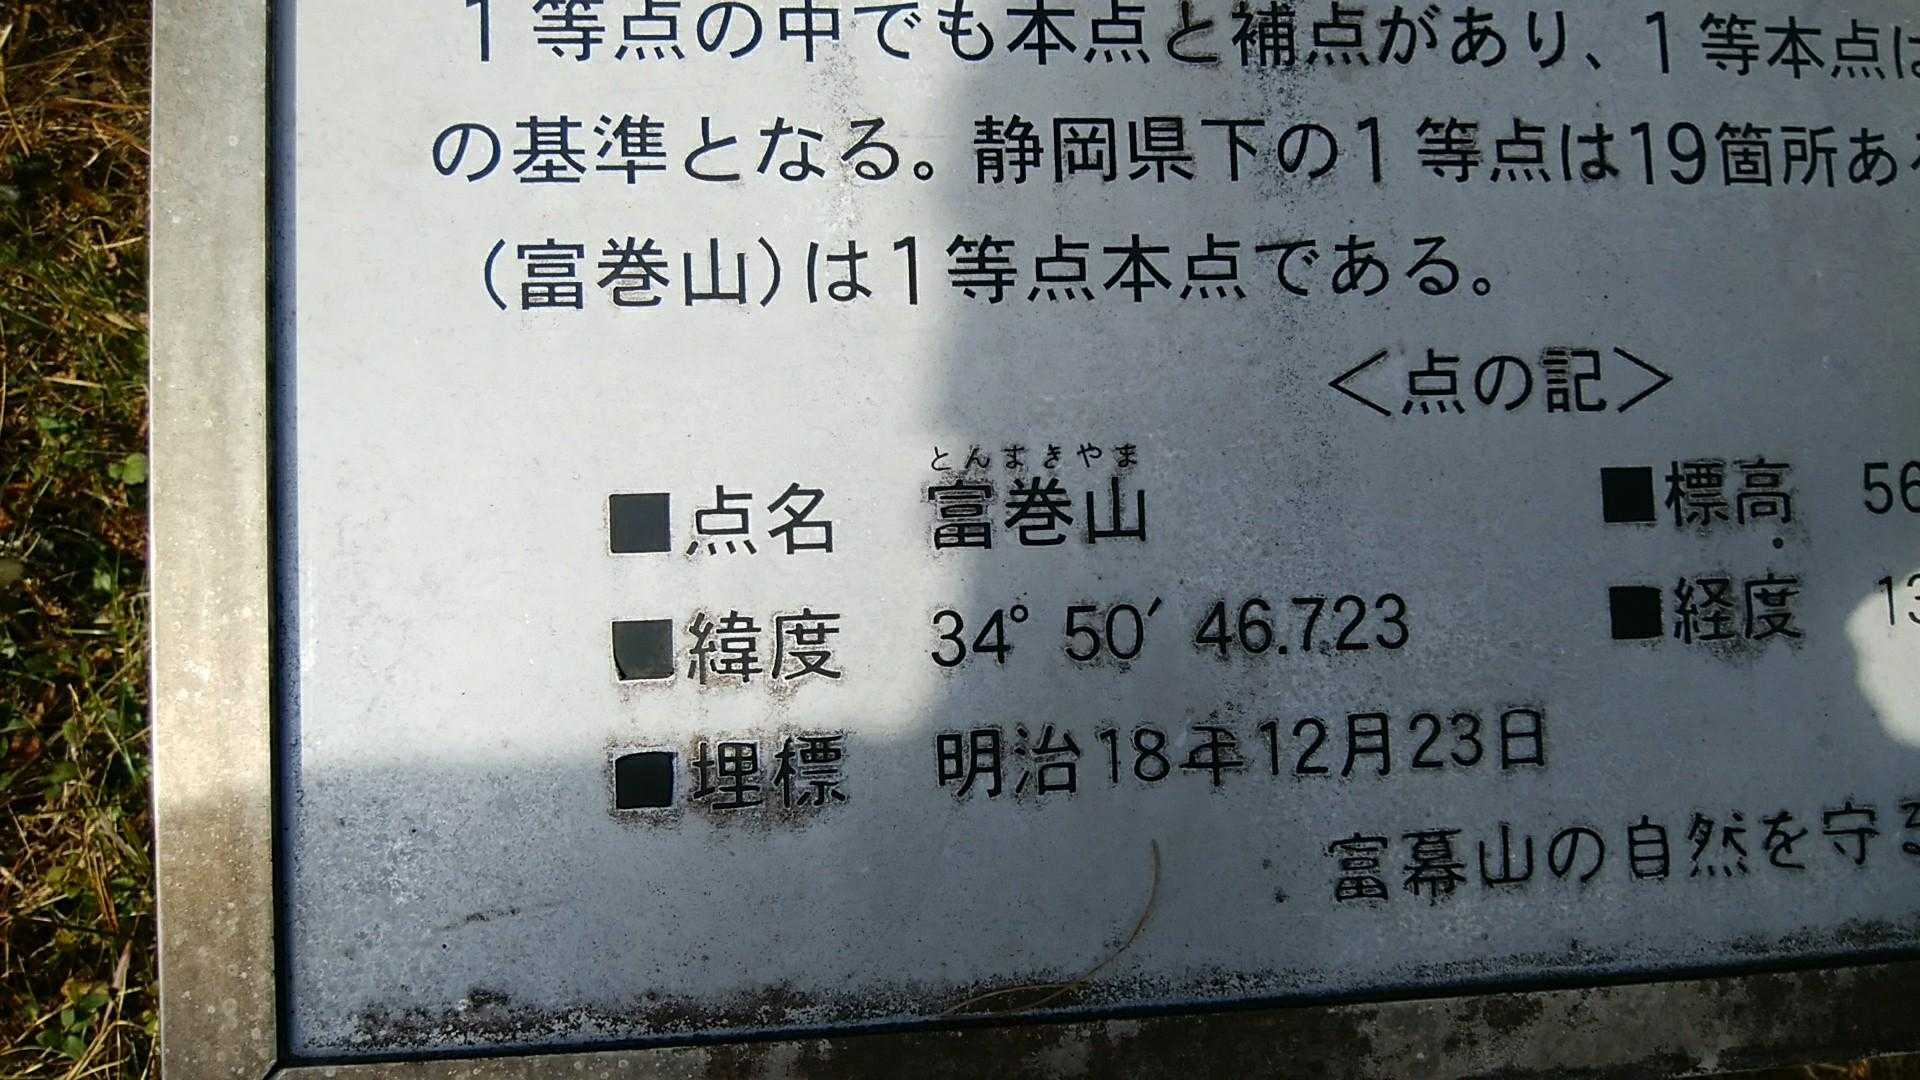 1等点の中でも本点と補点があり、1等本点は
の基準となる。静岡県下の1等点は19箇所あ
(富巻山)は1等点本点である。
<点の記>
とんまきやま
■点名 富巻山 ■標高 56
■緯度 34° 50′ 46.723 ■経度 13
■埋標 明治18年12月23日
富幕山の自然を守る